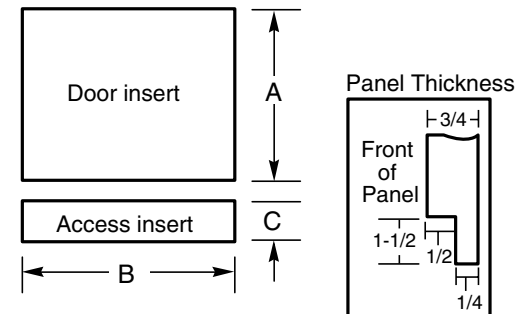 Door insert
A
Access insert
C
B
Panel Thickness
3/4
Front
of
Panel
1-1/2
1/2
1/4